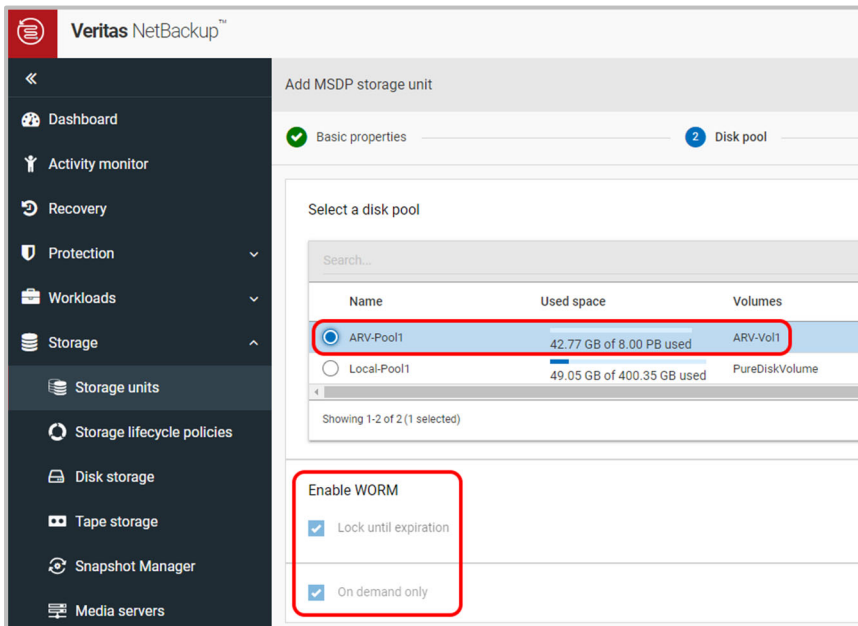 Veritas NetBackup™
«
Add MSDP storage unit
Dashboard
Basic properties
2 Disk pool
Activity monitor
Recovery
Select a disk pool
Protection
Search...
Workloads
Name Used space Volumes
Storage
ARV-Pool1 42.77 GB of 8.00 PB used ARV-Vol1
Local-Pool1 49.05 GB of 400.35 GB used PureDiskVolume
Storage units
Showing 1-2 of 2 (1 selected)
Storage lifecycle policies
Disk storage
Enable WORM
Tape storage
Lock until expiration
Snapshot Manager
On demand only
Media servers